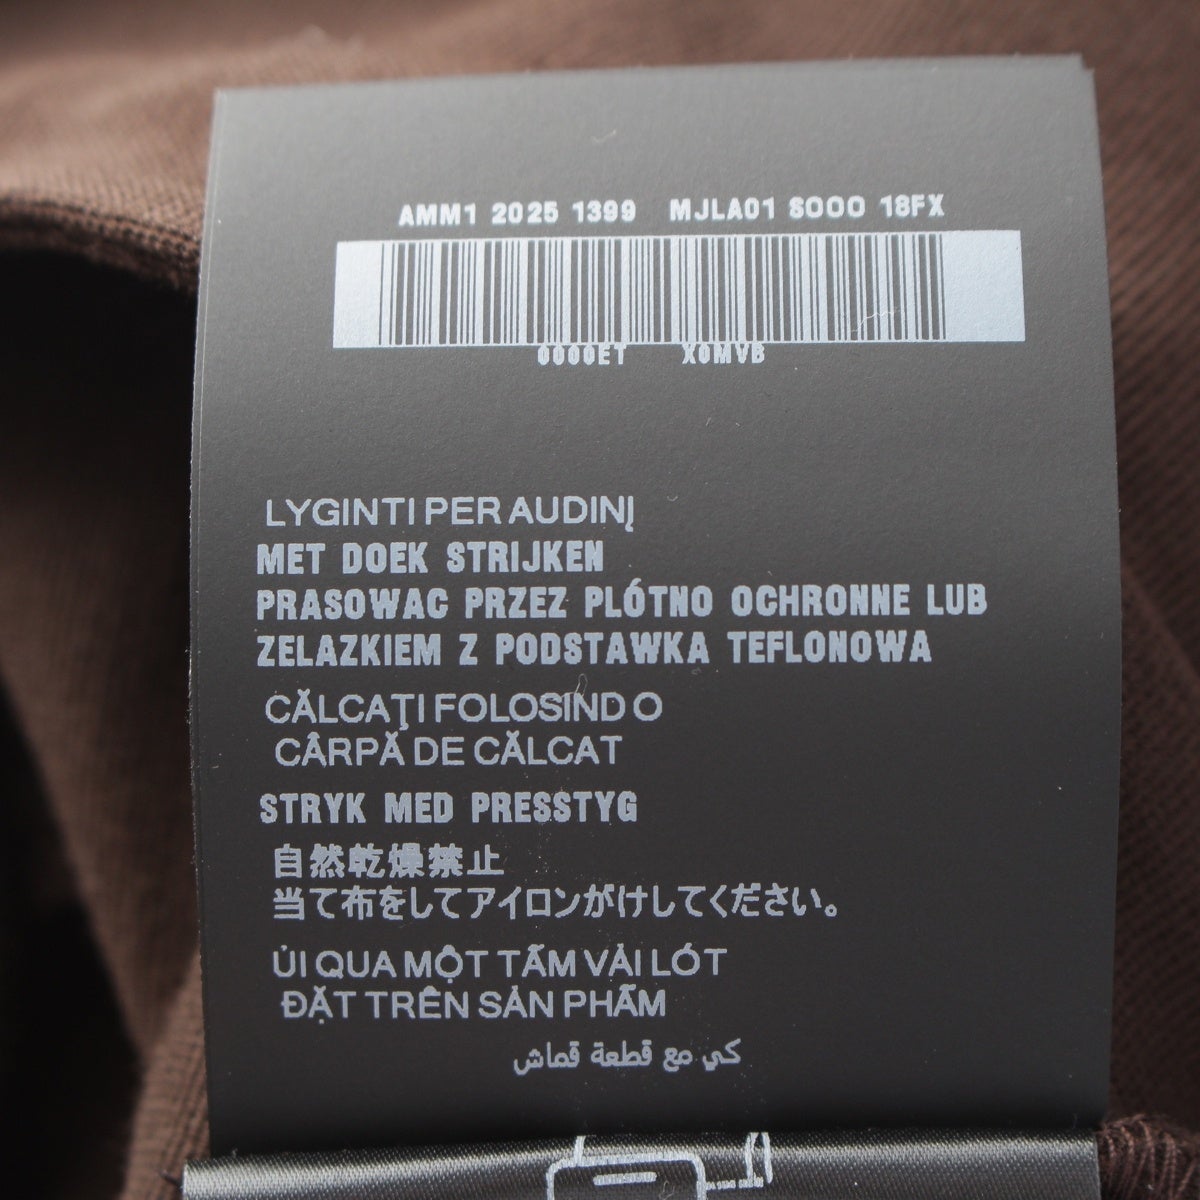 AMM1 2025 1399 MJLA01 S000 18FX
0000ET X0MVB
LYGINTI PER AUDINĮ
MET DOEK STRIJKEN
PRASOWAC PRZEZ PLÓTNO OCHRONNE LUB
ZELAZKIEM Z PODSTAWKA TEFLONOWA
CĂLCAŢI FOLOSIND O
CÂRPĂ DE CĂLCAT
STRYK MED PRESSTYG
自然乾燥禁止
当て布をしてアイロンがけしてください。
ỦI QUA MỘT TẤM VẢI LÓT
ĐẶT TRÊN SẢN PHẨM
كي مع قطعة قماش